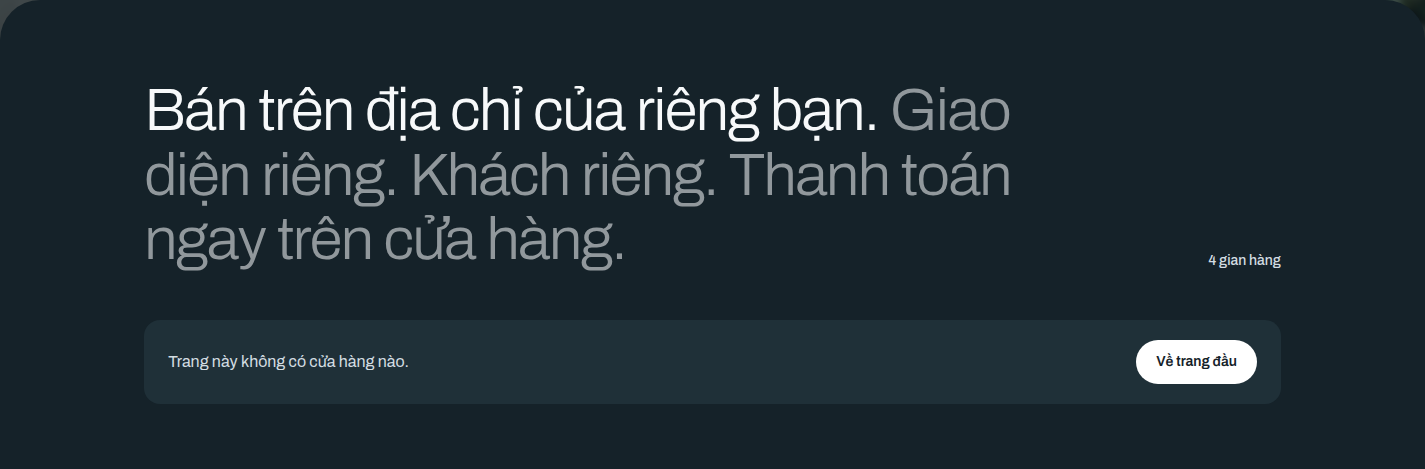 Bán trên địa chỉ của riêng bạn. Giao
diện riêng. Khách riêng. Thanh toán
ngay trên cửa hàng.
4 gian hàng
Trang này không có cửa hàng nào.
Về trang đầu